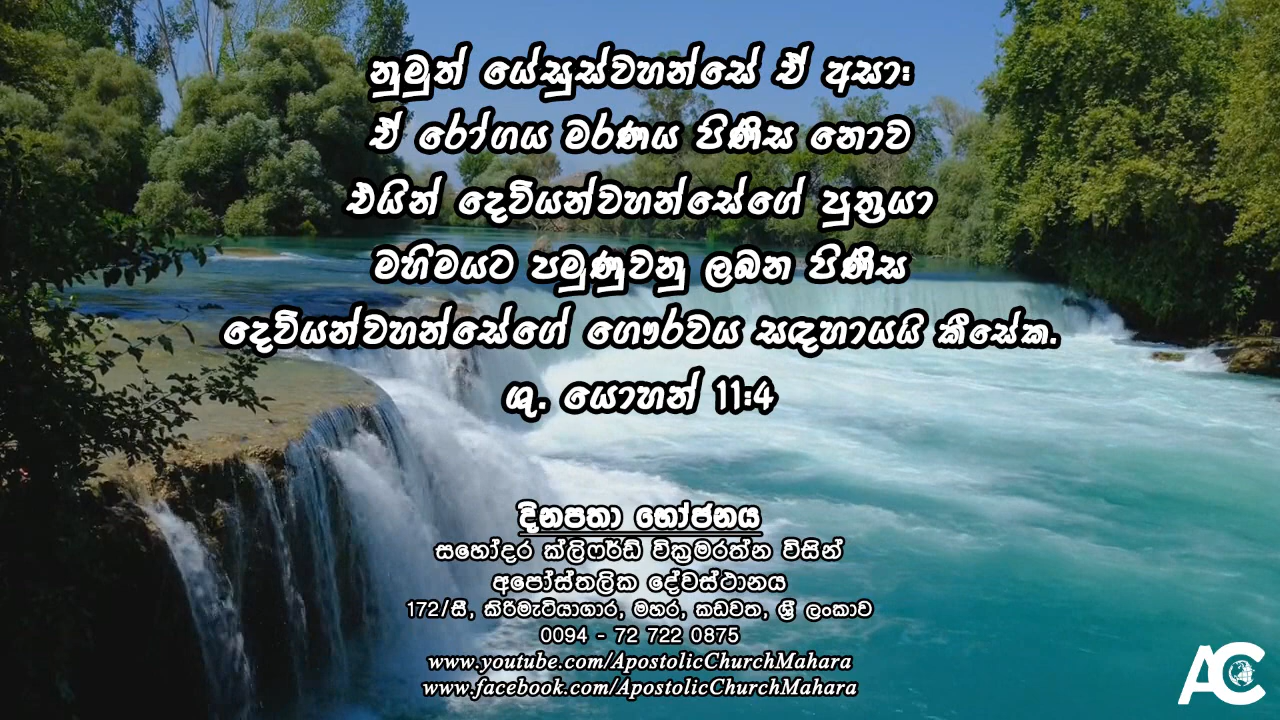 නුමුත් යේසුස්වහන්සේ ඒ අසා:
ඒ රෝගය මරණය පිණිස නොව
එයින් දෙවියන්වහන්සේගේ පුත්‍රයා
මහිමයට පමුණුවනු ලබන පිණිස
දෙවියන්වහන්සේගේ ගෞරවය සඳහායයි කීසේක.
ශු. යොහන් 11:4
දිනපතා භෝජනය
සහෝදර ක්ලිෆර්ඩ් වික්‍රමරත්න විසින්
අපෝස්තලික දේවස්ථානය
172/සී, කිරිමැටියාගාර, මහර, කඩවත, ශ්‍රී ලංකාව
0094 - 72 722 0875
www.youtube.com/ApostolicChurchMahara
www.facebook.com/ApostolicChurchMahara
AC